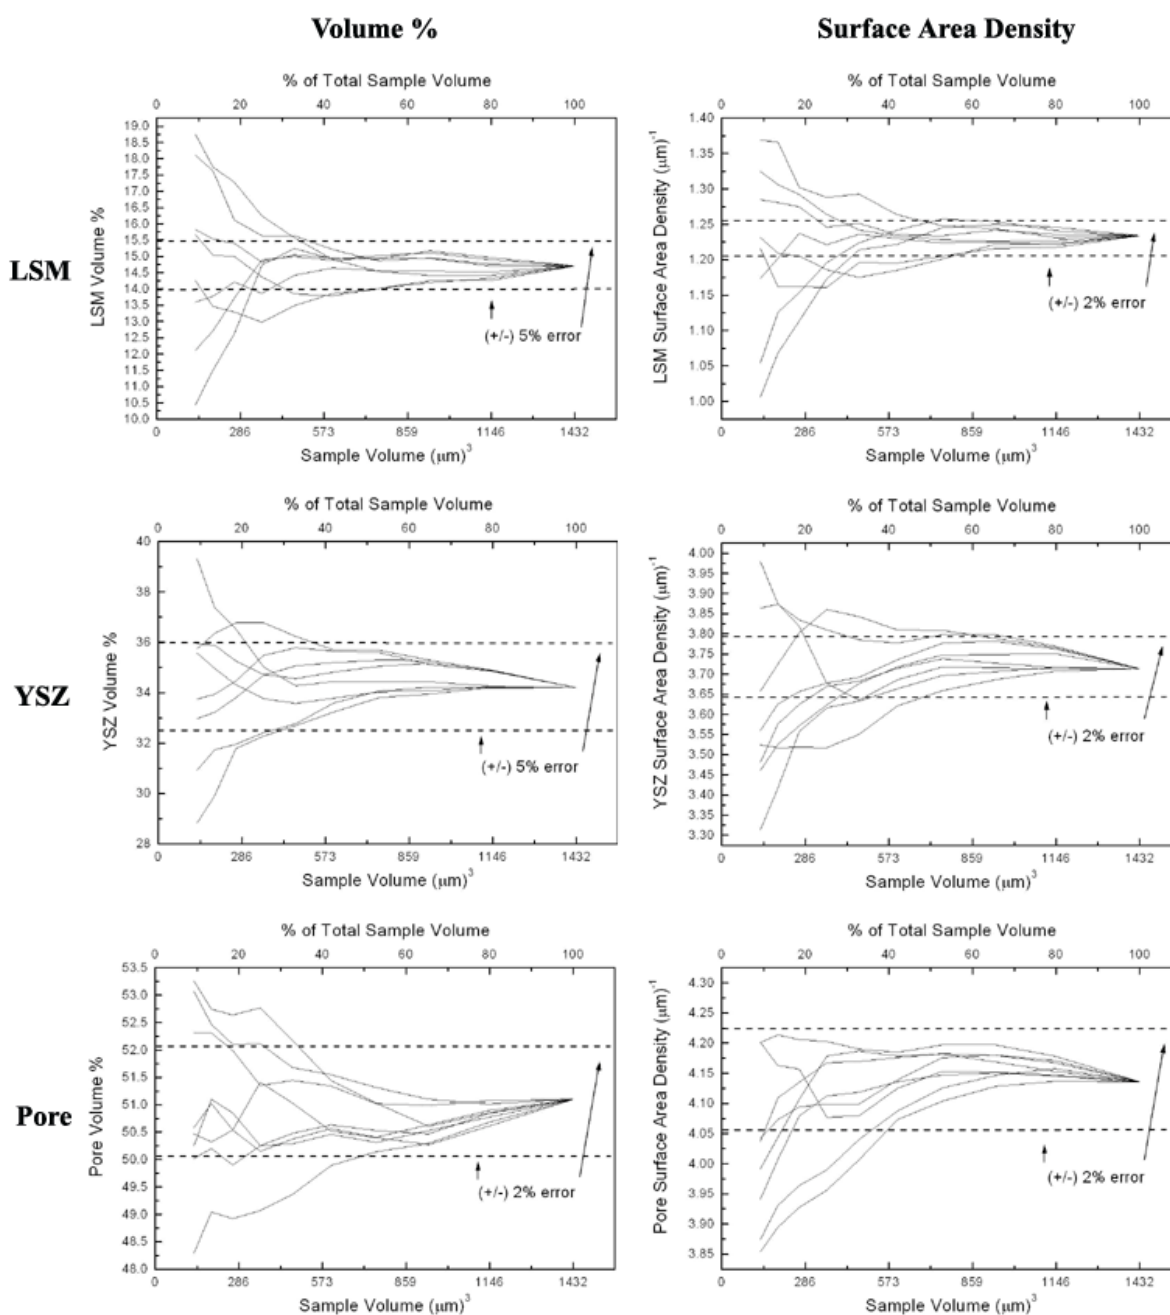 Volume %
Surface Area Density
% of Total Sample Volume
0 20 40 60 80 100
LSM
LSM Volume %
19.0
18.5
18.0
17.5
17.0
16.5
16.0
15.5
15.0
14.5
14.0
13.5
13.0
12.5
12.0
11.5
11.0
10.5
10.0
(+/-) 5% error
0 286 573 859 1146 1432
Sample Volume (μm)³
% of Total Sample Volume
0 20 40 60 80 100
LSM Surface Area Density (μm)⁻¹
1.40
1.35
1.30
1.25
1.20
1.15
1.10
1.05
1.00
(+/-) 2% error
0 286 573 859 1146 1432
Sample Volume (μm)³
% of Total Sample Volume
0 20 40 60 80 100
YSZ
YSZ Volume %
40
38
36
34
32
30
28
(+/-) 5% error
0 286 573 859 1146 1432
Sample Volume (μm)³
% of Total Sample Volume
0 20 40 60 80 100
YSZ Surface Area Density (μm)⁻¹
4.00
3.95
3.90
3.85
3.80
3.75
3.70
3.65
3.60
3.55
3.50
3.45
3.40
3.35
3.30
(+/-) 2% error
0 286 573 859 1146 1432
Sample Volume (μm)³
% of Total Sample Volume
0 20 40 60 80 100
Pore
Pore Volume %
53.5
53.0
52.5
52.0
51.5
51.0
50.5
50.0
49.5
49.0
48.5
48.0
(+/-) 2% error
0 286 573 859 1146 1432
Sample Volume (μm)³
% of Total Sample Volume
0 20 40 60 80 100
Pore Surface Area Density (μm)⁻¹
4.30
4.25
4.20
4.15
4.10
4.05
4.00
3.95
3.90
3.85
(+/-) 2% error
0 286 573 859 1146 1432
Sample Volume (μm)³